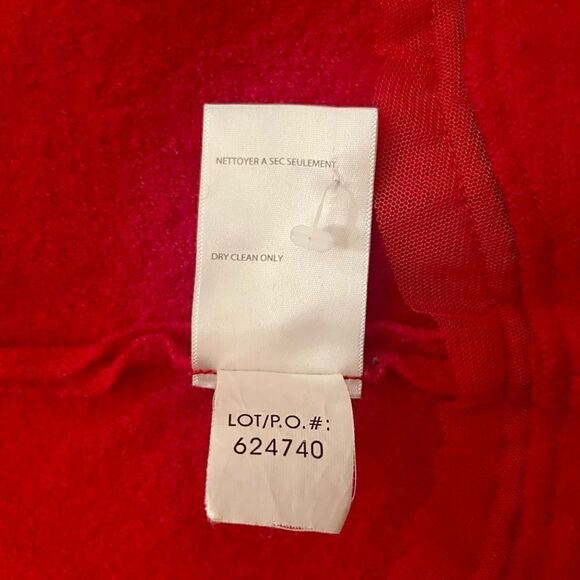 NETTOYER A SEC SEULEMENT
DRY CLEAN ONLY
LOT/P.O.#:
624740